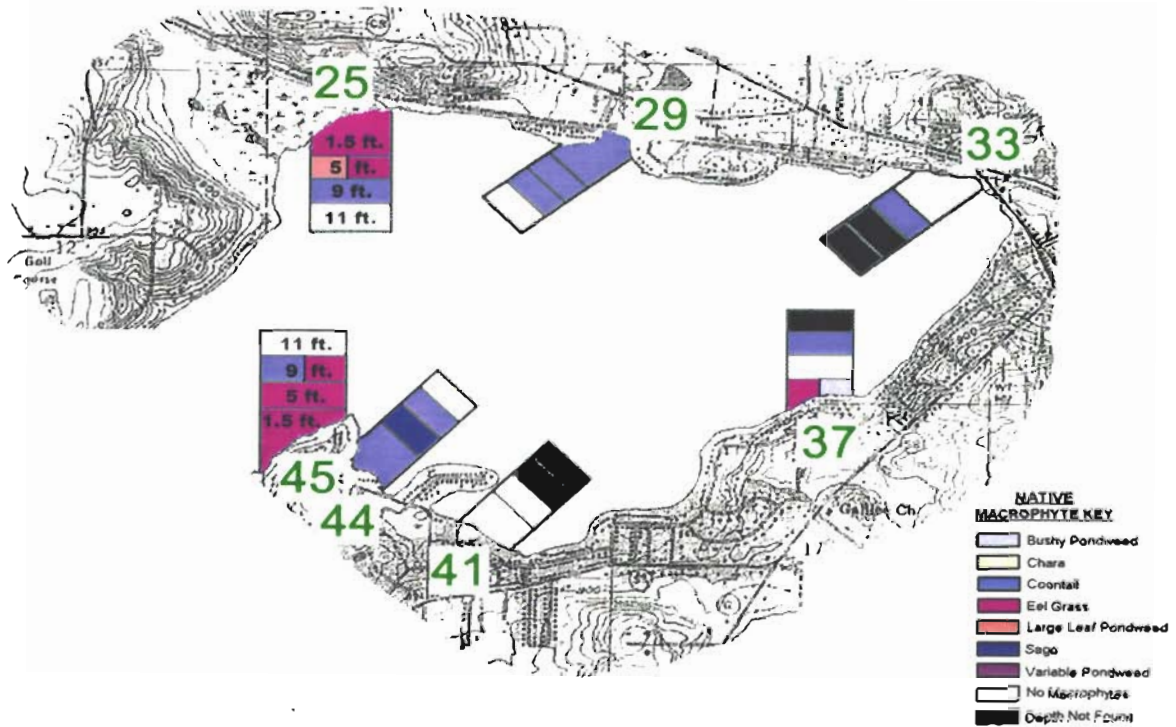 25
29
33
1.5 ft.
5 ft.
9 ft.
11 ft.
12
Golf
11 ft.
9 ft.
5 ft.
1.5 ft.
45
44
41
37
17
NATIVE
MACROPHYTE KEY
Bushy Pondweed
Chara
Coontail
Eel Grass
Large Leaf Pondweed
Sago
Variable Pondweed
No Macrophytes
Depth Not Found